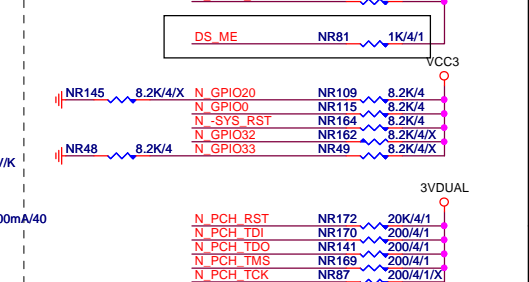 DS_ME NR81 1K/4/1
VCC3
NR145 8.2K/4/X N_GPIO20 NR109 8.2K/4
N_GPIO0 NR115 8.2K/4
N_-SYS_RST NR164 8.2K/4
N_GPIO32 NR162 8.2K/4/X
NR48 8.2K/4 N_GPIO33 NR49 8.2K/4/X
/K
3VDUAL
00mA/40 N_PCH_RST NR172 20K/4/1
N_PCH_TDI NR170 200/4/1
N_PCH_TDO NR141 200/4/1
N_PCH_TMS NR169 200/4/1
N_PCH_TCK NR87 200/4/1/X